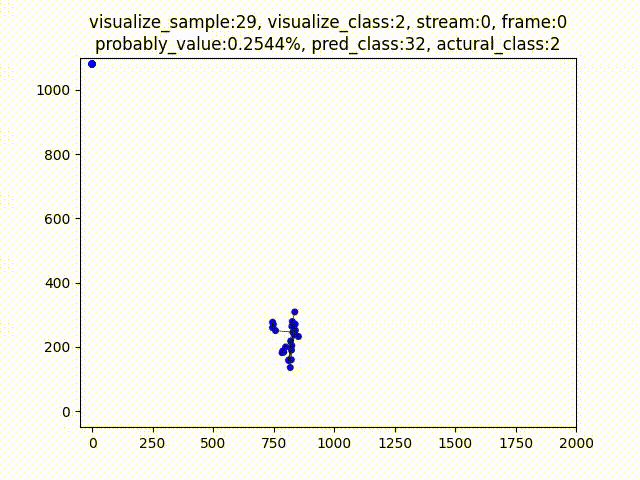 visualize_sample:29, visualize_class:2, stream:0, frame:0
probably_value:0.2544%, pred_class:32, actural_class:2
1000
800
600
400
200
0
0 250 500 750 1000 1250 1500 1750 2000